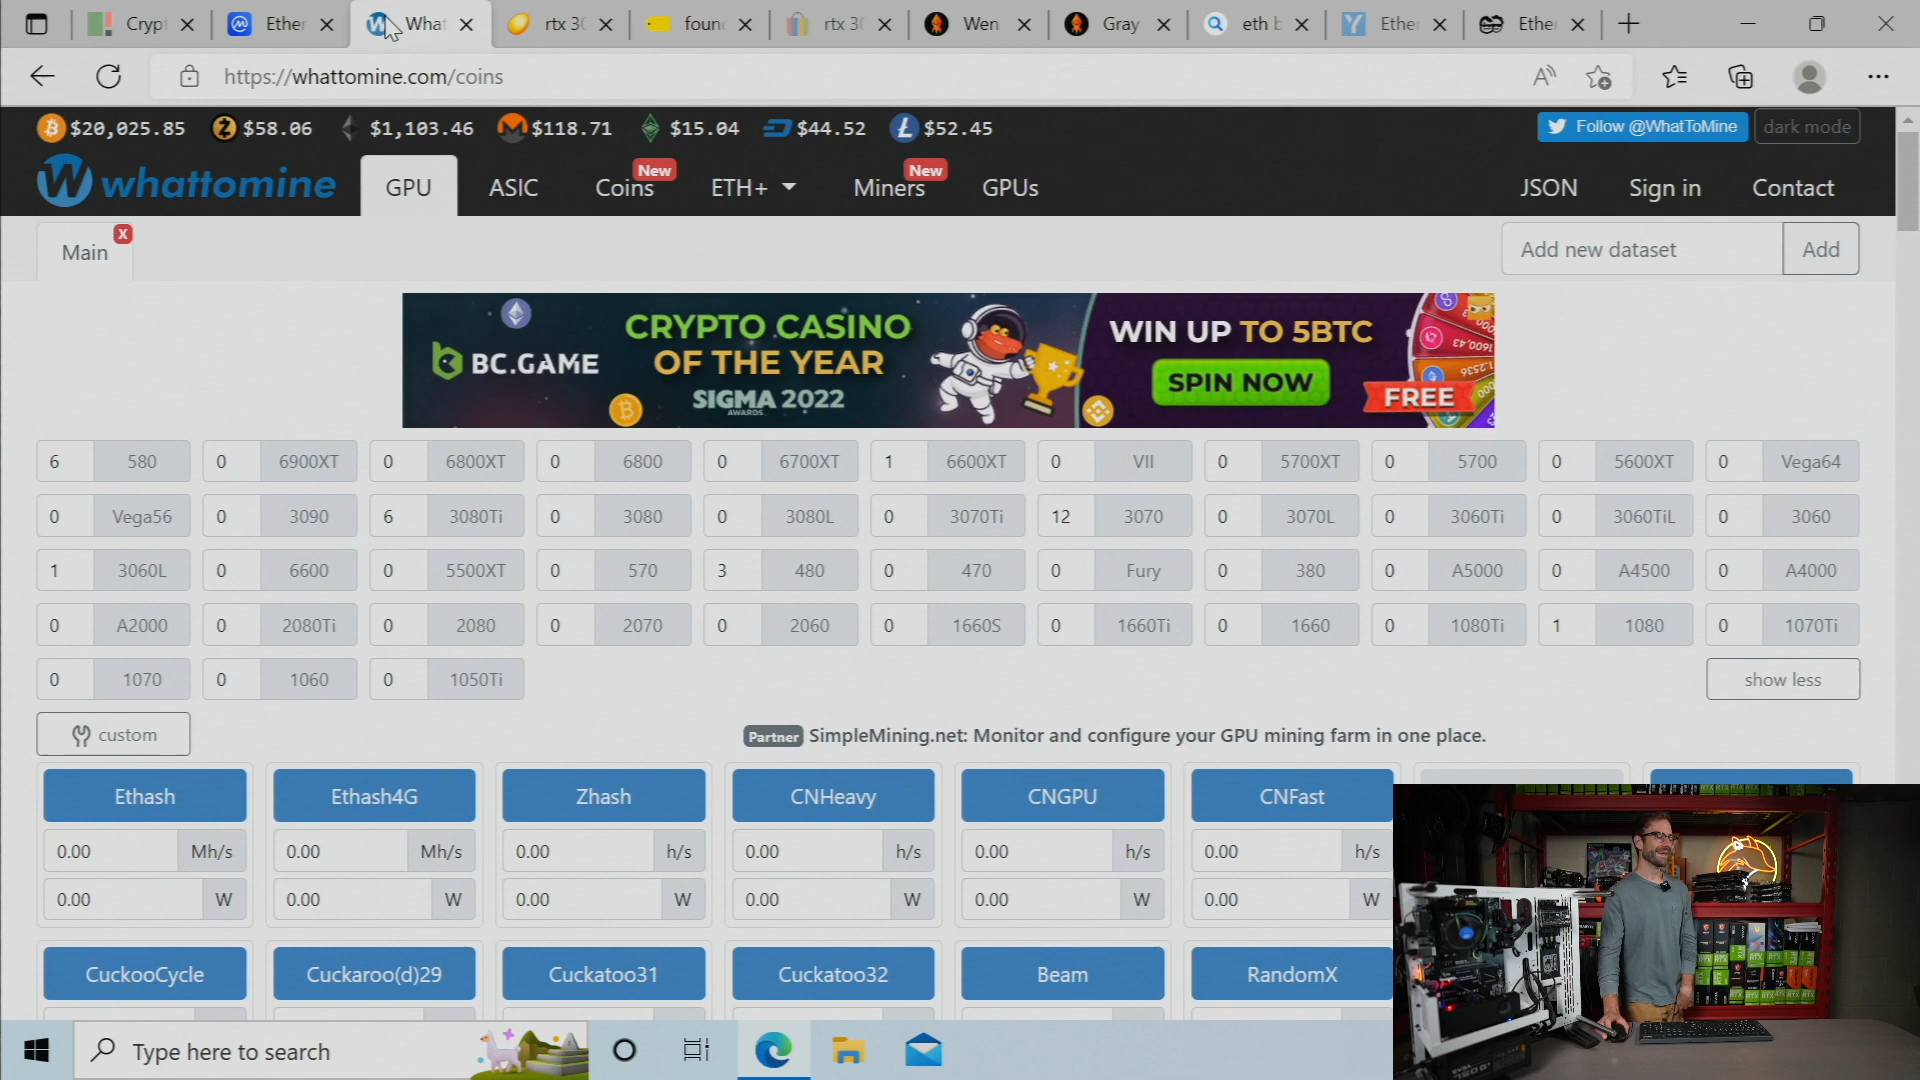 Crypt
Ether
What
rtx 30
foun
rtx 30
Wen
Gray
eth b
Ether
Ether
https://whattomine.com/coins
$20,025.85 $58.06 $1,103.46 $118.71 $15.04 $44.52 $52.45
Follow @WhatToMine dark mode
whattomine GPU ASIC Coins New ETH+ Miners New GPUs JSON Sign in Contact
Main X Add new dataset Add
BC.GAME
CRYPTO CASINO
OF THE YEAR
SIGMA 2022
AWARDS
WIN UP TO 5BTC
SPIN NOW
FREE
6 580 0 6900XT 0 6800XT 0 6800 0 6700XT 1 6600XT 0 VII 0 5700XT 0 5700 0 5600XT 0 Vega64
0 Vega56 0 3090 6 3080Ti 0 3080 0 3080L 0 3070Ti 12 3070 0 3070L 0 3060Ti 0 3060TiL 0 3060
1 3060L 0 6600 0 5500XT 0 570 3 480 0 470 0 Fury 0 380 0 A5000 0 A4500 0 A4000
0 A2000 0 2080Ti 0 2080 0 2070 0 2060 0 1660S 0 1660Ti 0 1660 0 1080Ti 1 1080 0 1070Ti
0 1070 0 1060 0 1050Ti show less
custom Partner SimpleMining.net: Monitor and configure your GPU mining farm in one place.
Ethash Ethash4G Zhash CNHeavy CNGPU CNFast
0.00 Mh/s 0.00 Mh/s 0.00 h/s 0.00 h/s 0.00 h/s 0.00 h/s
0.00 W 0.00 W 0.00 W 0.00 W 0.00 W 0.00 W
CuckooCycle Cuckaroo(d)29 Cuckatoo31 Cuckatoo32 Beam RandomX
Type here to search